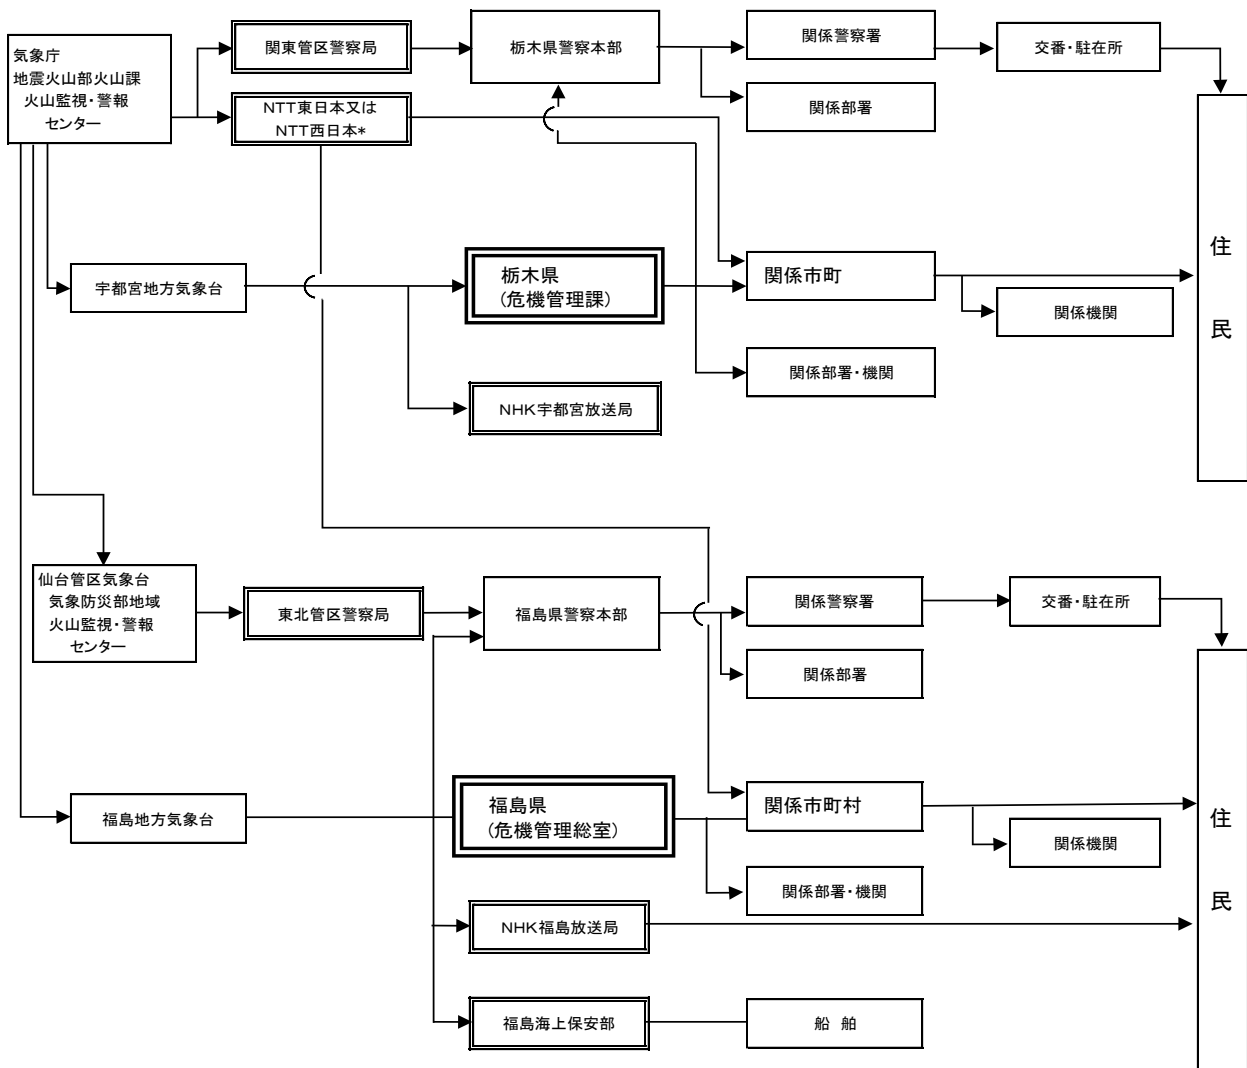 気象庁
地震火山部火山課
火山監視・警報
センター
関東管区警察局
栃木県警察本部
関係警察署
交番・駐在所
関係部署
NTT東日本又は
NTT西日本*
宇都宮地方気象台
栃木県
(危機管理課)
関係市町
関係機関
関係部署・機関
NHK宇都宮放送局
住
民
仙台管区気象台
気象防災部地域
火山監視・警報
センター
東北管区警察局
福島県警察本部
関係警察署
交番・駐在所
関係部署
福島地方気象台
福島県
(危機管理総室)
関係市町村
関係機関
関係部署・機関
NHK福島放送局
福島海上保安部
船 舶
住
民